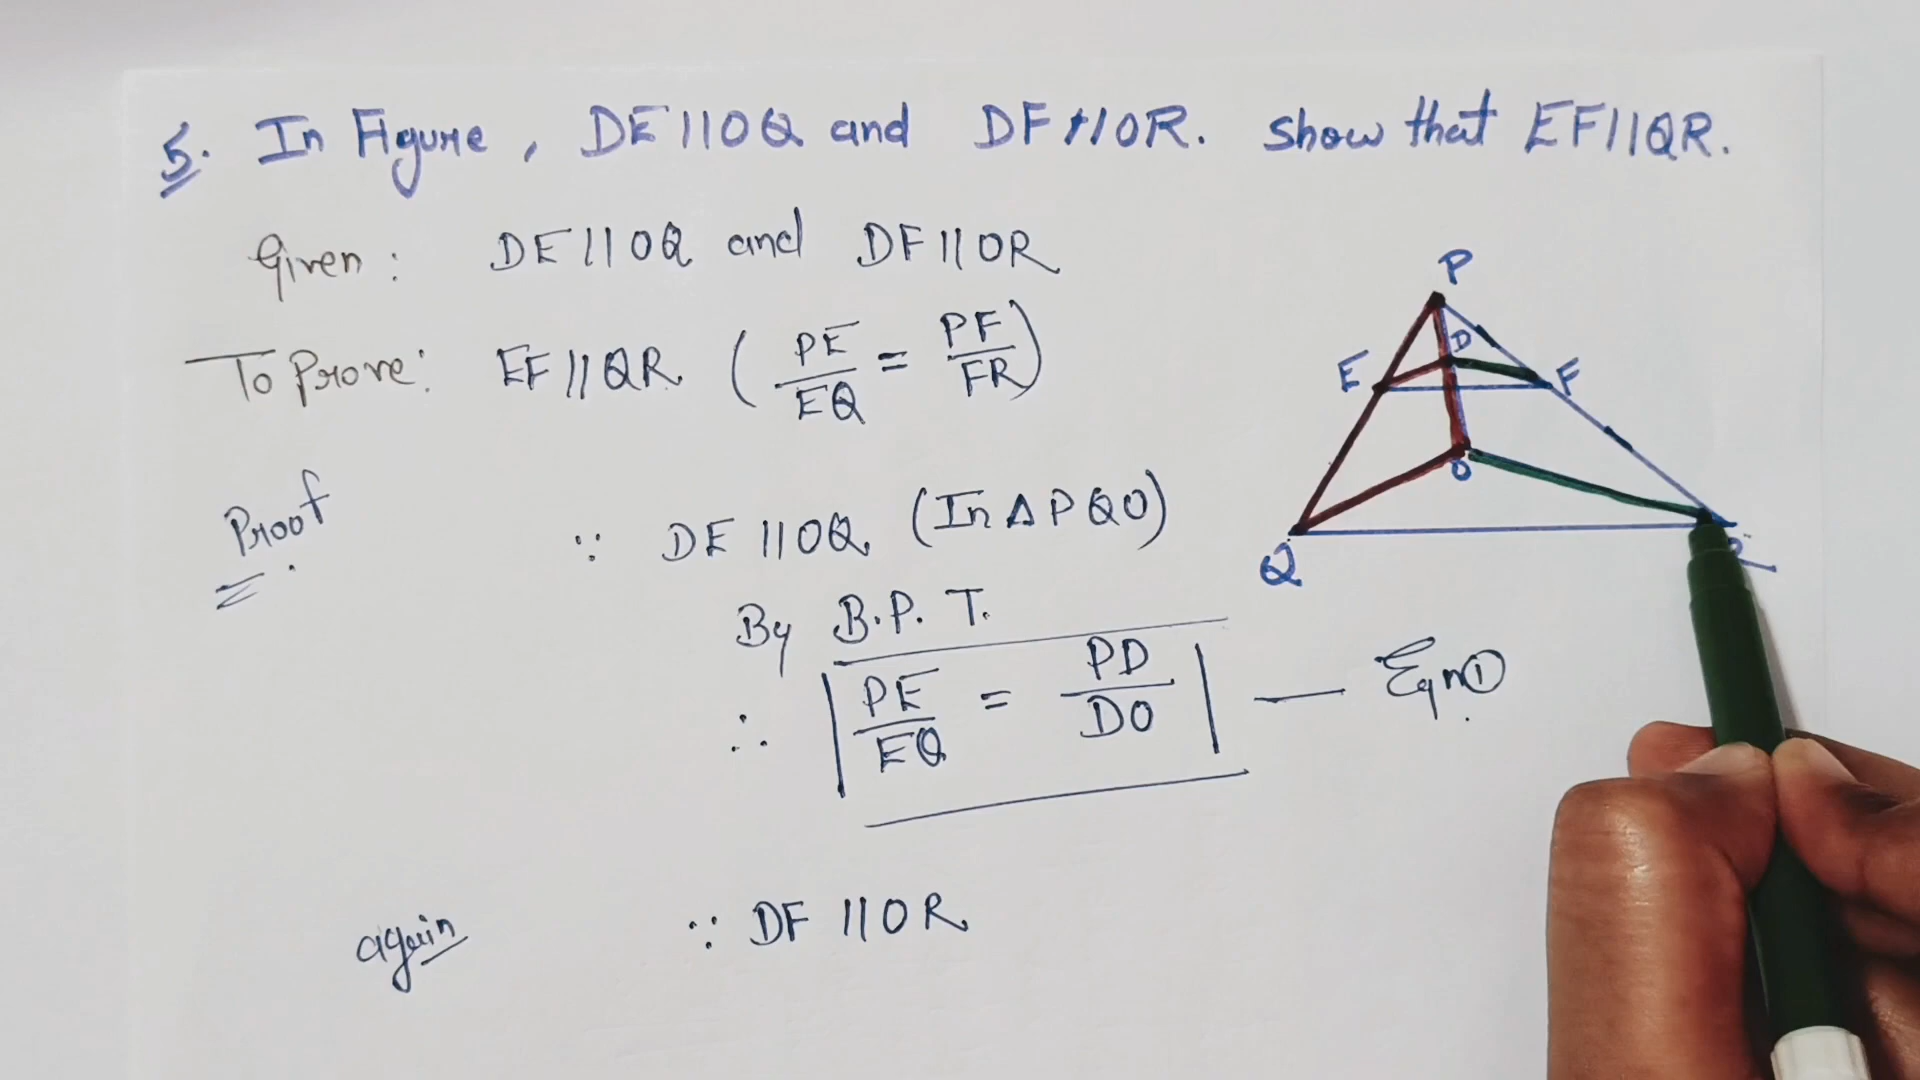 5. In Figure, DE||OQ and DF||OR. Show that EF||QR.
Given: DE||OQ and DF||OR
To Prove: EF||QR (PE/EQ = PF/FR)
Proof
∵ DE||OQ (In Δ PQO)
By B.P.T.
∴ PE/EQ = PD/DO — Eqn①
again ∵ DF||OR
P
D
E
F
O
Q